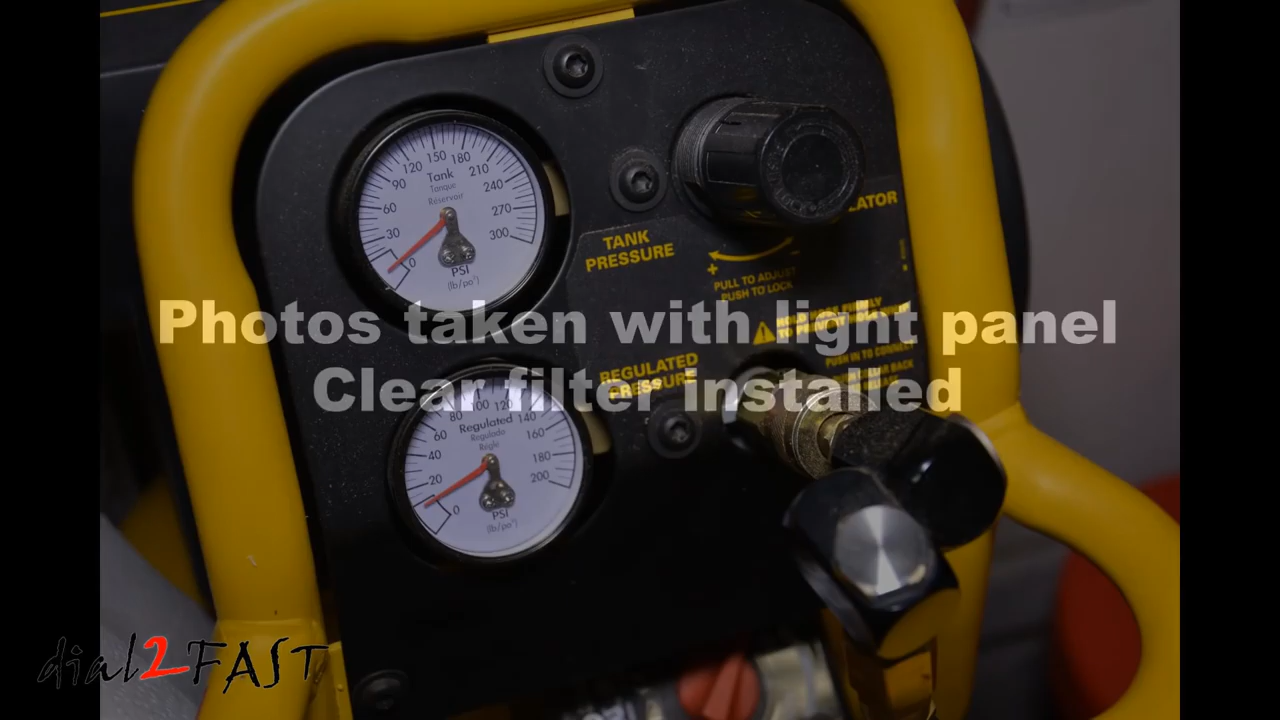 Tank
Tanque
Réservoir
0
30
60
90
120
150
180
210
240
270
300
PSI
(lb/po²)
TANK
PRESSURE
PULL TO ADJUST
PUSH TO LOCK
Photos taken with light panel
Clear filter installed
PUSH IN TO CONNECT
REGULATED
PRESSURE
Regulated
Regulado
Réglé
0
20
40
60
80
100
120
140
160
180
200
PSI
(lb/po²)
dial2FAST